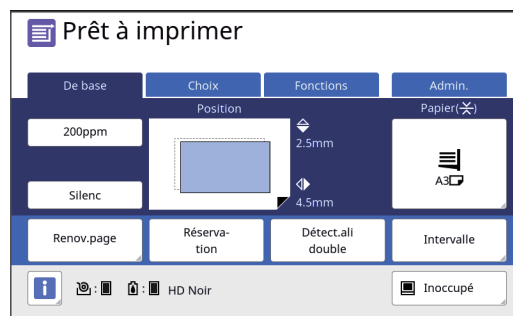 Prêt à imprimer
De base Choix Fonctions Admin.
Position Papier( )
200ppm
2.5mm
A3
Silenc
4.5mm
Renov.page Réserva-
tion Détect.ali
double Intervalle
i : : HD Noir Inoccupé